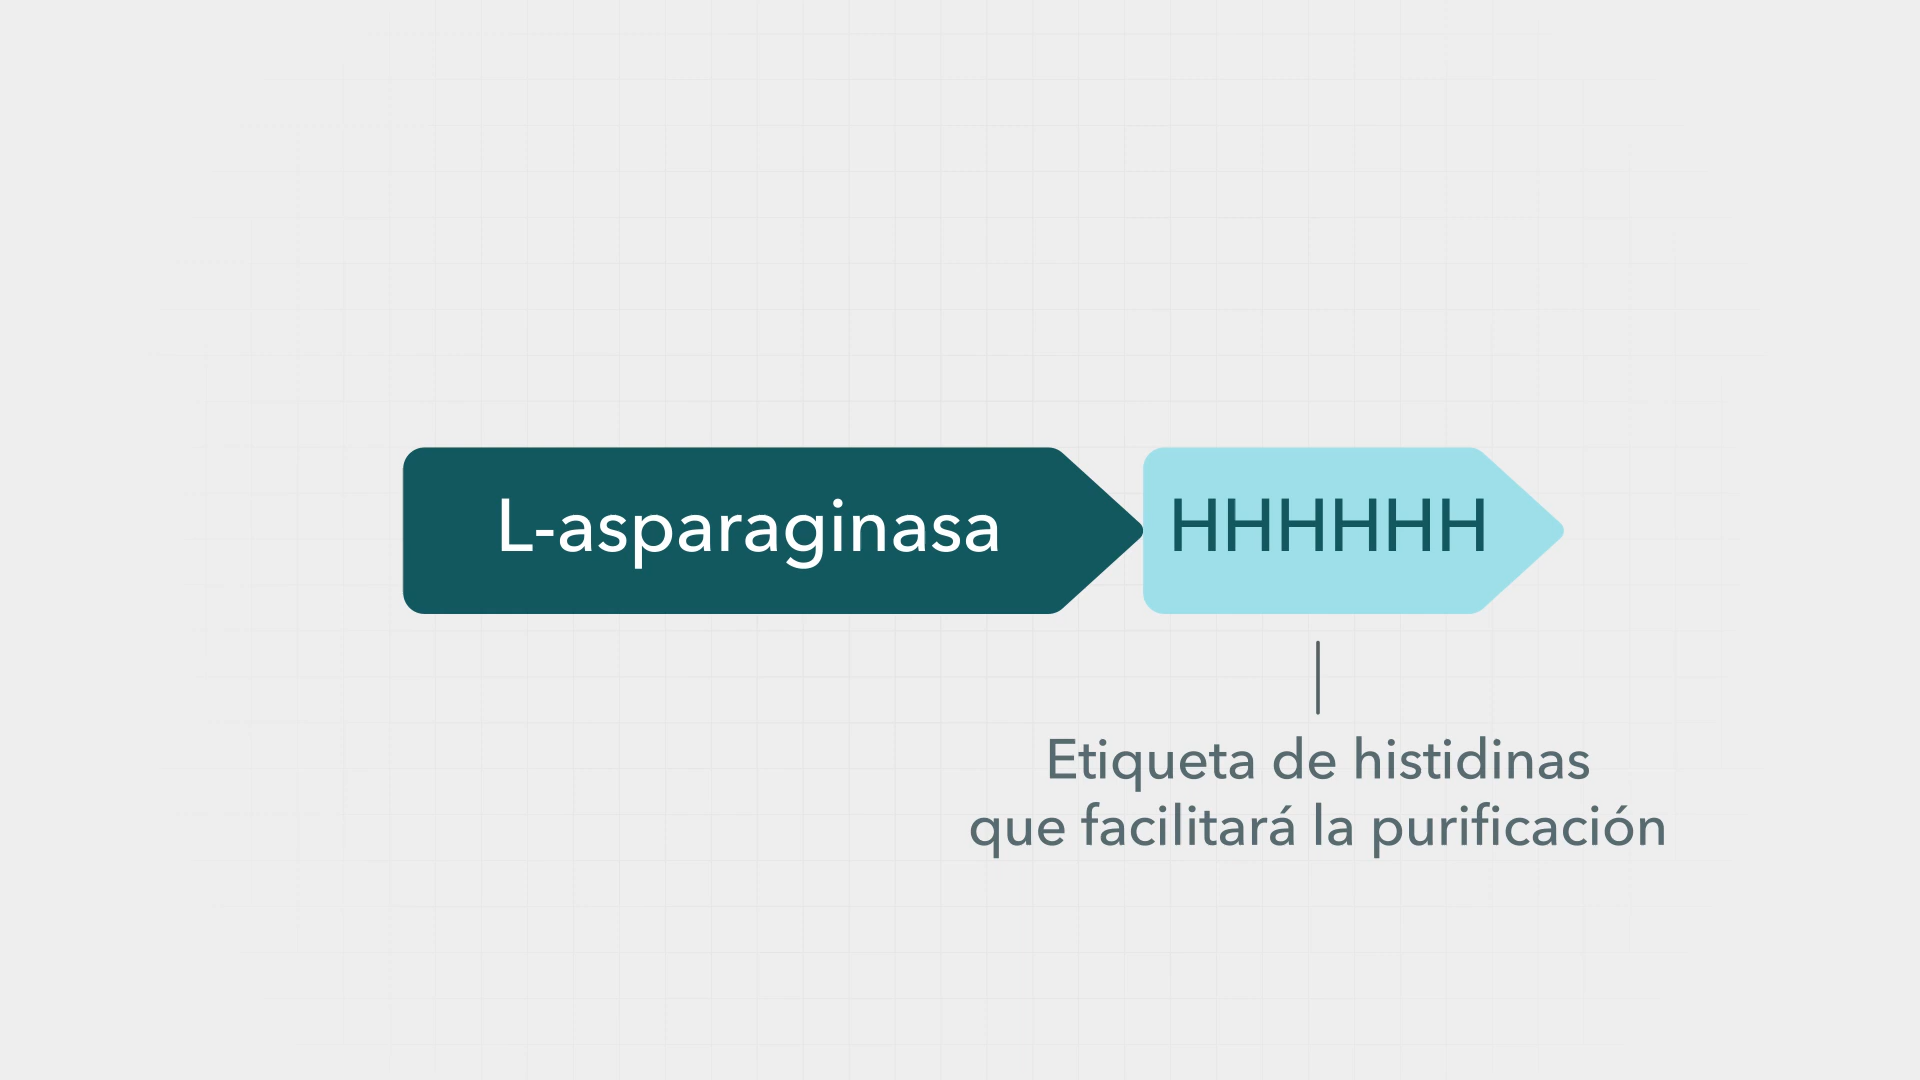 L-asparaginasa
HHHHHH
Etiqueta de histidinas
que facilitará la purificación